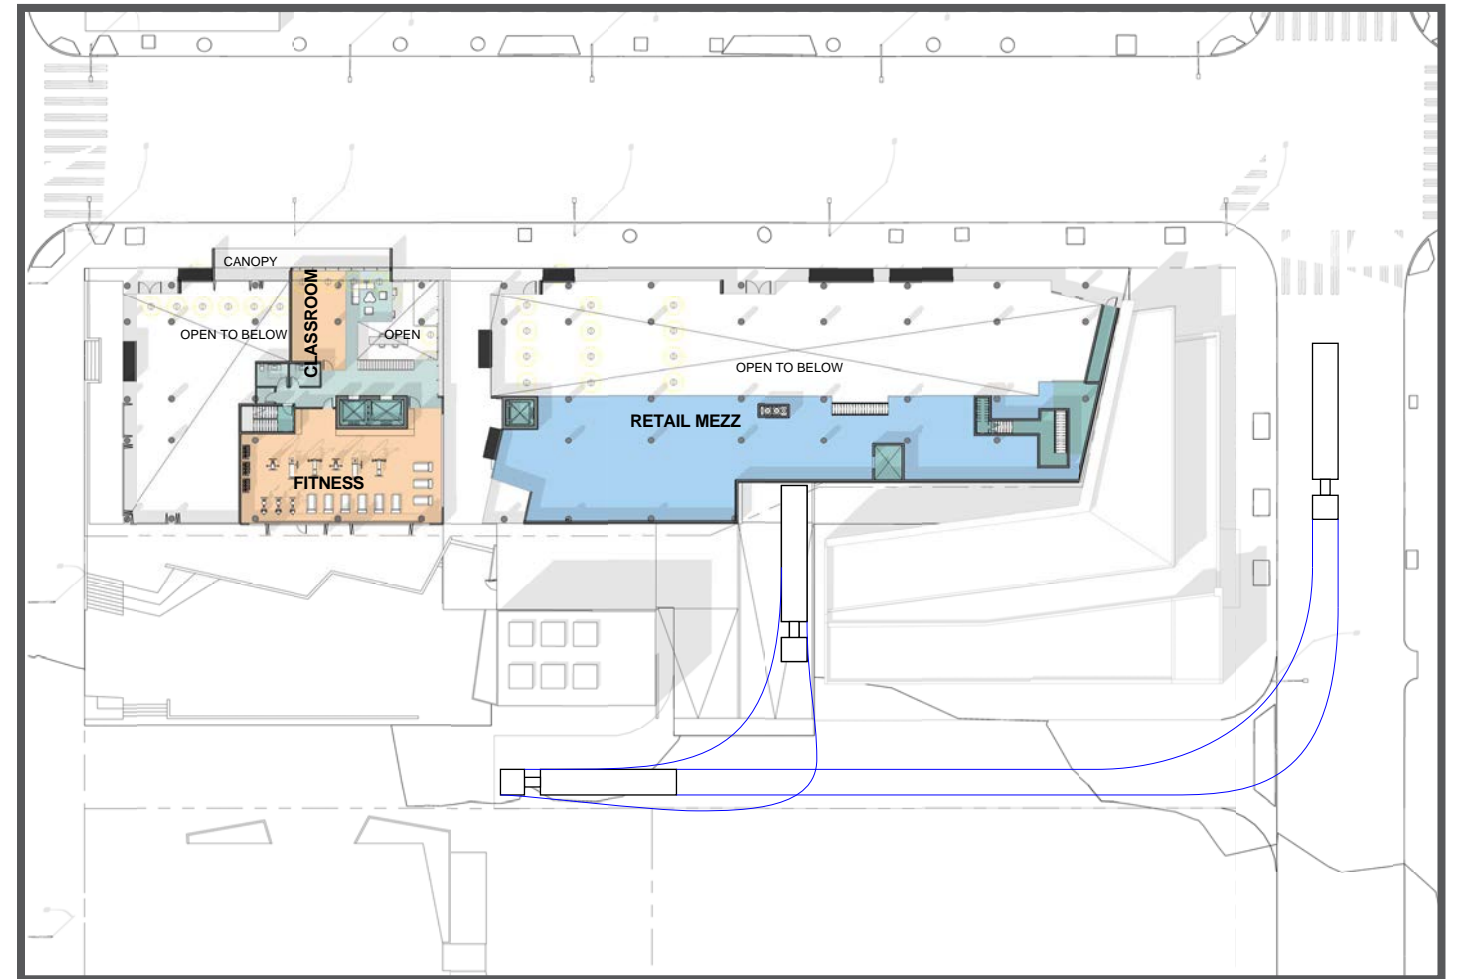 CANOPY
CLASSROOM
OPEN TO BELOW
OPEN
OPEN TO BELOW
RETAIL MEZZ
FITNESS